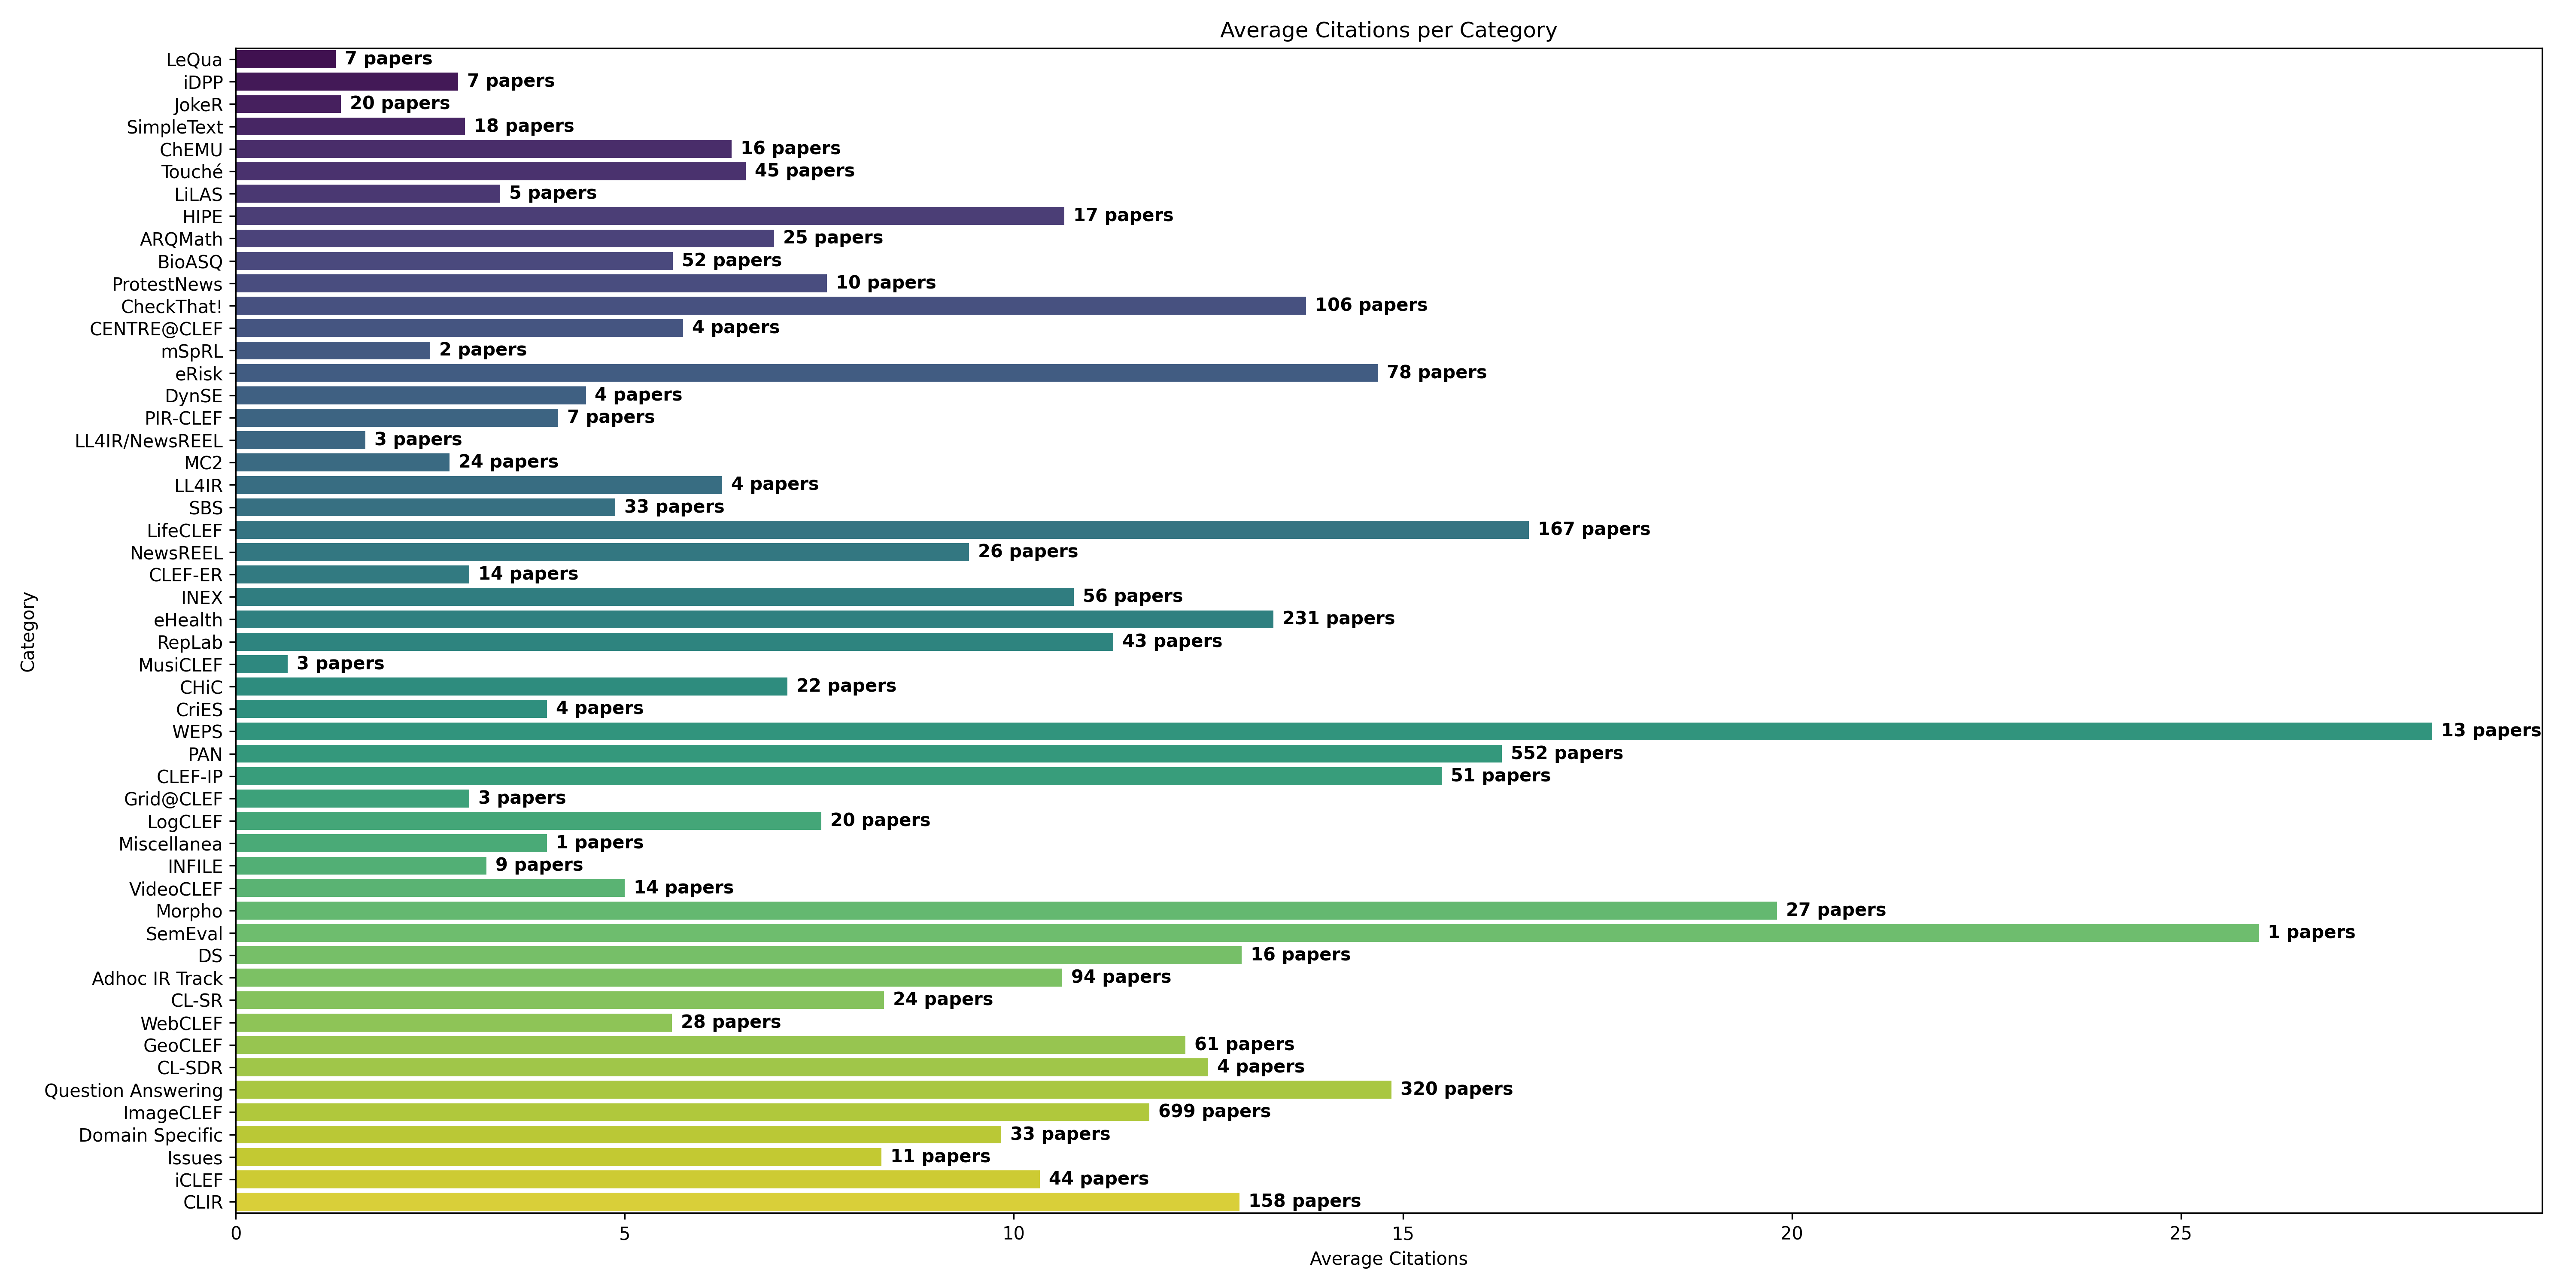 Average Citations per Category
LeQua 7 papers
iDPP 7 papers
JokeR 20 papers
SimpleText 18 papers
ChEMU 16 papers
Touché 45 papers
LiLAS 5 papers
HIPE 17 papers
ARQMath 25 papers
BioASQ 52 papers
ProtestNews 10 papers
CheckThat! 106 papers
CENTRE@CLEF 4 papers
mSpRL 2 papers
eRisk 78 papers
DynSE 4 papers
PIR-CLEF 7 papers
LL4IR/NewsREEL 3 papers
MC2 24 papers
LL4IR 4 papers
SBS 33 papers
LifeCLEF 167 papers
NewsREEL 26 papers
CLEF-ER 14 papers
INEX 56 papers
eHealth 231 papers
RepLab 43 papers
MusiCLEF 3 papers
CHiC 22 papers
CriES 4 papers
WEPS 13 papers
PAN 552 papers
CLEF-IP 51 papers
Grid@CLEF 3 papers
LogCLEF 20 papers
Miscellanea 1 papers
INFILE 9 papers
VideoCLEF 14 papers
Morpho 27 papers
SemEval 1 papers
DS 16 papers
Adhoc IR Track 94 papers
CL-SR 24 papers
WebCLEF 28 papers
GeoCLEF 61 papers
CL-SDR 4 papers
Question Answering 320 papers
ImageCLEF 699 papers
Domain Specific 33 papers
Issues 11 papers
iCLEF 44 papers
CLIR 158 papers
Category
0 5 10 15 20 25
Average Citations